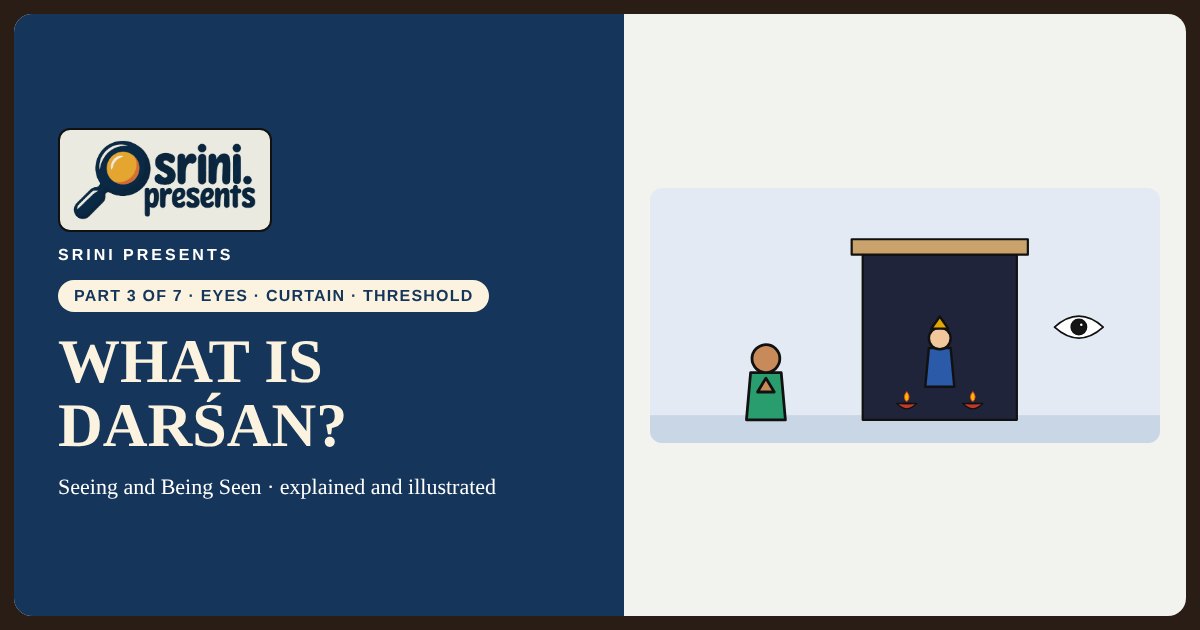 srini.
presents
SRINI PRESENTS
PART 3 OF 7 · EYES · CURTAIN · THRESHOLD
WHAT IS
DARŚAN?
Seeing and Being Seen · explained and illustrated